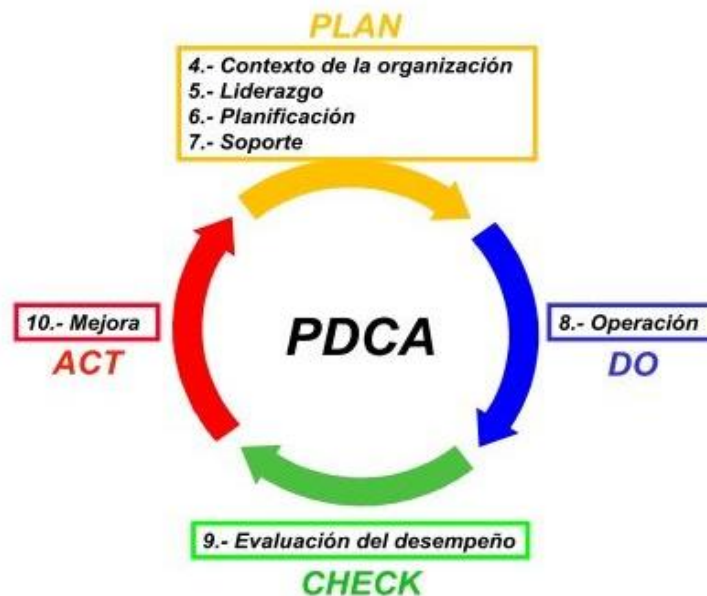 PLAN
4.- Contexto de la organización
5.- Liderazgo
6.- Planificación
7.- Soporte
10.- Mejora
ACT
PDCA
8.- Operación
DO
9.- Evaluación del desempeño
CHECK